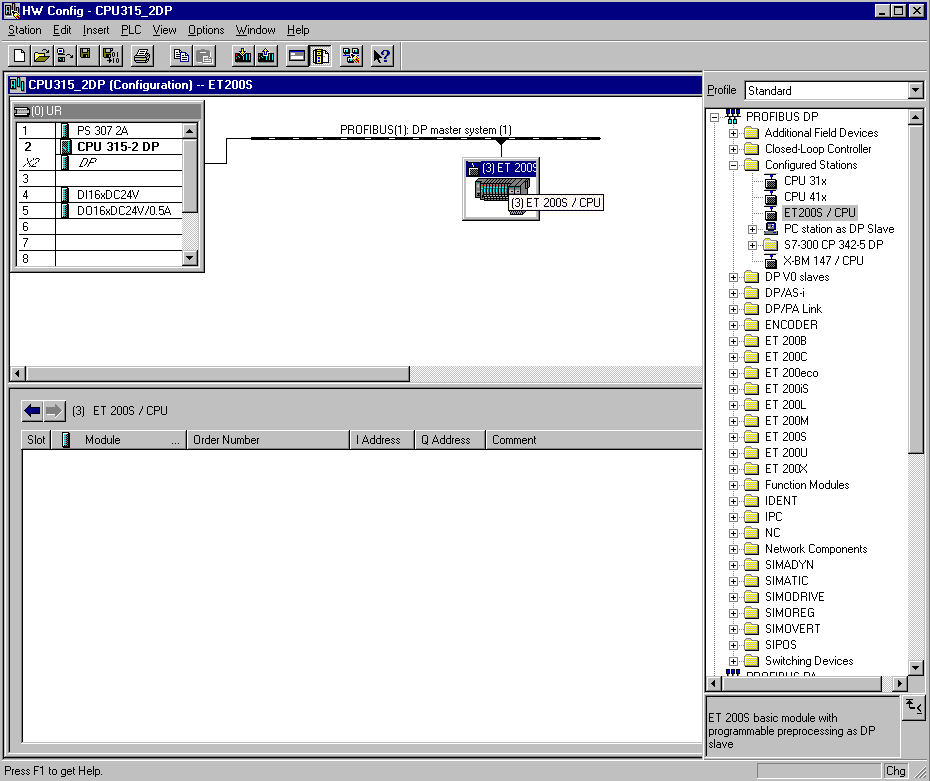 HW Config - CPU315_2DP
Station Edit Insert PLC View Options Window Help
CPU315_2DP (Configuration) -- ET200S
(0) UR
1 PS 307 2A
2 CPU 315-2 DP
X2 DP
3
4 DI16xDC24V
5 DO16xDC24V/0.5A
6
7
8
PROFIBUS(1): DP master system (1)
(3) ET 200S
(3) ET 200S / CPU
(3) ET 200S / CPU
Slot Module ... Order Number I Address Q Address Comment
Profile Standard
PROFIBUS DP
Additional Field Devices
Closed-Loop Controller
Configured Stations
CPU 31x
CPU 41x
ET200S / CPU
PC station as DP Slave
S7-300 CP 342-5 DP
X-BM 147 / CPU
DP V0 slaves
DP/AS-i
DP/PA Link
ENCODER
ET 200B
ET 200C
ET 200eco
ET 200iS
ET 200L
ET 200M
ET 200S
ET 200U
ET 200X
Function Modules
IDENT
IPC
NC
Network Components
SIMADYN
SIMATIC
SIMODRIVE
SIMOREG
SIMOVERT
SIPOS
Switching Devices
PROFIBUS PA
ET 200S basic module with
programmable preprocessing as DP
slave
Press F1 to get Help.
Chg